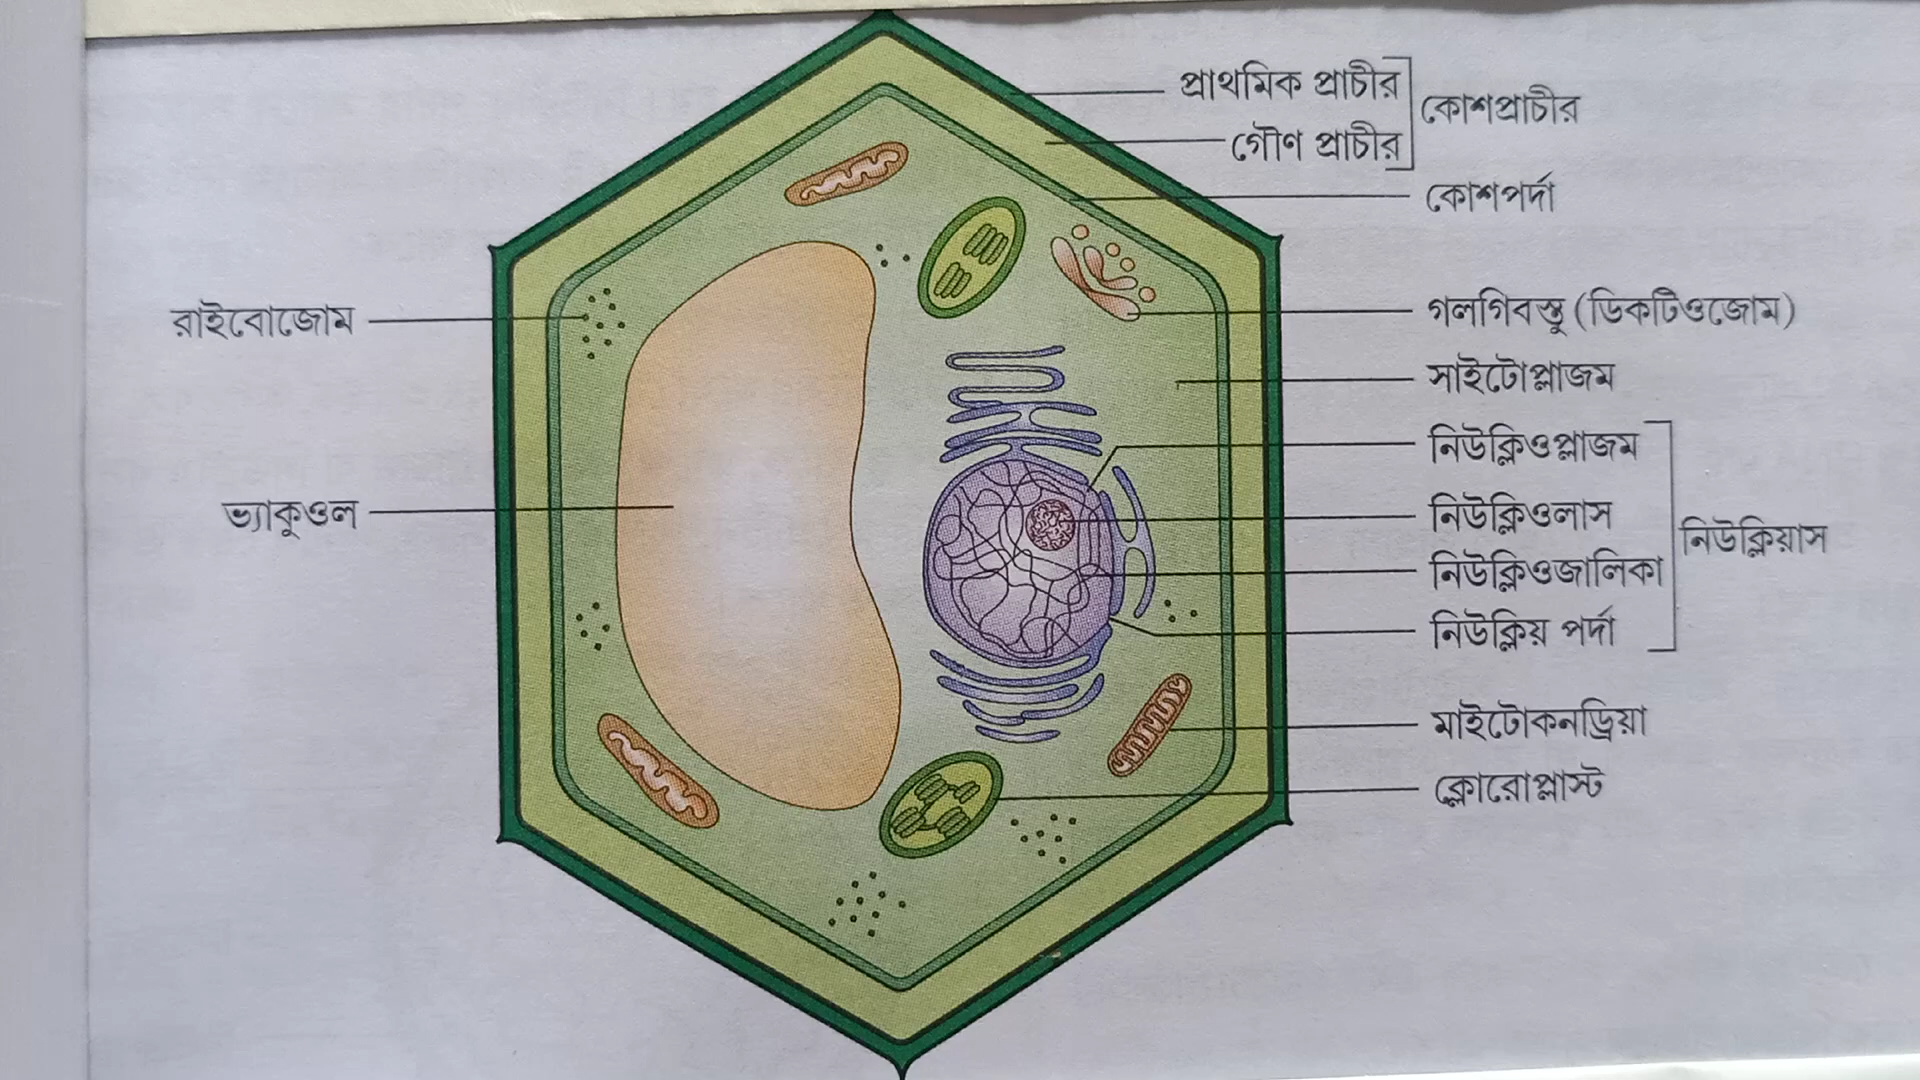 প্রাথমিক প্রাচীর
কোশপ্রাচীর
গৌণ প্রাচীর
কোশপর্দা
রাইবোজোম
গলগিবস্তু (ডিকটিওজোম)
সাইটোপ্লাজম
নিউক্লিওপ্লাজম
ভ্যাকুওল
নিউক্লিওলাস
নিউক্লিয়াস
নিউক্লিওজালিকা
নিউক্লিয় পর্দা
মাইটোকনড্রিয়া
ক্লোরোপ্লাস্ট